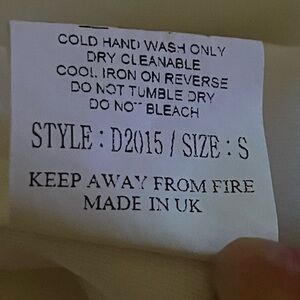 COLD HAND WASH ONLY
DRY CLEANABLE
COOL IRON ON REVERSE
DO NOT TUMBLE DRY
DO NOT BLEACH
STYLE : D2015 / SIZE : S
KEEP AWAY FROM FIRE
MADE IN UK